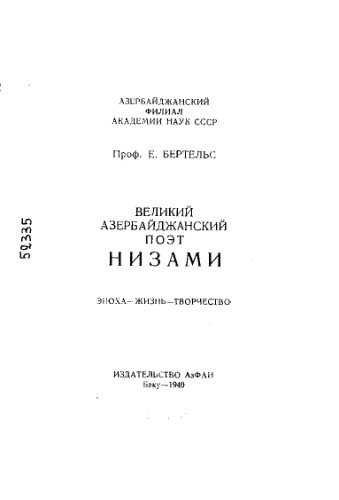 АЗЕРБАЙДЖАНСКИЙ
ФИЛИАЛ
АКАДЕМИИ НАУК СССР
Проф. Е. БЕРТЕЛЬС
59335
ВЕЛИКИЙ
АЗЕРБАЙДЖАНСКИЙ
ПОЭТ
НИЗАМИ
ЭПОХА—ЖИЗНЬ—ТВОРЧЕСТВО
ИЗДАТЕЛЬСТВО АзФАН
Баку—1940